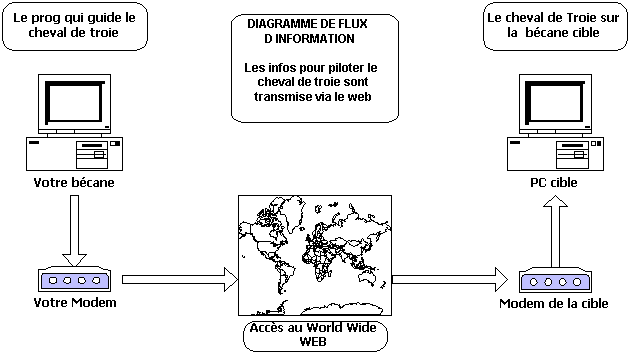 Le prog qui guide le
cheval de troie
DIAGRAMME DE FLUX
D INFORMATION
Les infos pour piloter le
cheval de troie sont
transmise via le web
Le cheval de Troie sur
la bécane cible
Votre bécane
PC cible
Votre Modem
Modem de la cible
Accès au World Wide
WEB